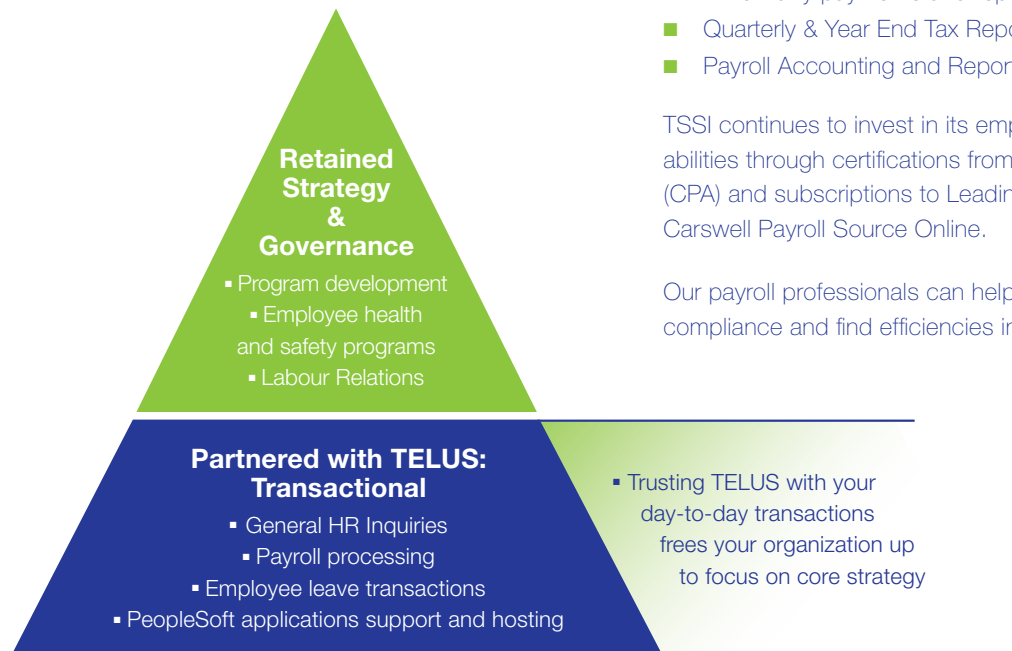 Retained
Strategy
&
Governance
▪ Program development
▪ Employee health
and safety programs
▪ Labour Relations
Partnered with TELUS:
Transactional
▪ General HR Inquiries
▪ Payroll processing
▪ Employee leave transactions
▪ PeopleSoft applications support and hosting
▪ Trusting TELUS with your
day-to-day transactions
frees your organization up
to focus on core strategy
■ Quarterly & Year End Tax
■ Payroll Accounting and
TSSI continues to invest in its
abilities through certifications from
(CPA) and subscriptions to
Carswell Payroll Source Online.
Our payroll professionals can help
compliance and find efficiencies